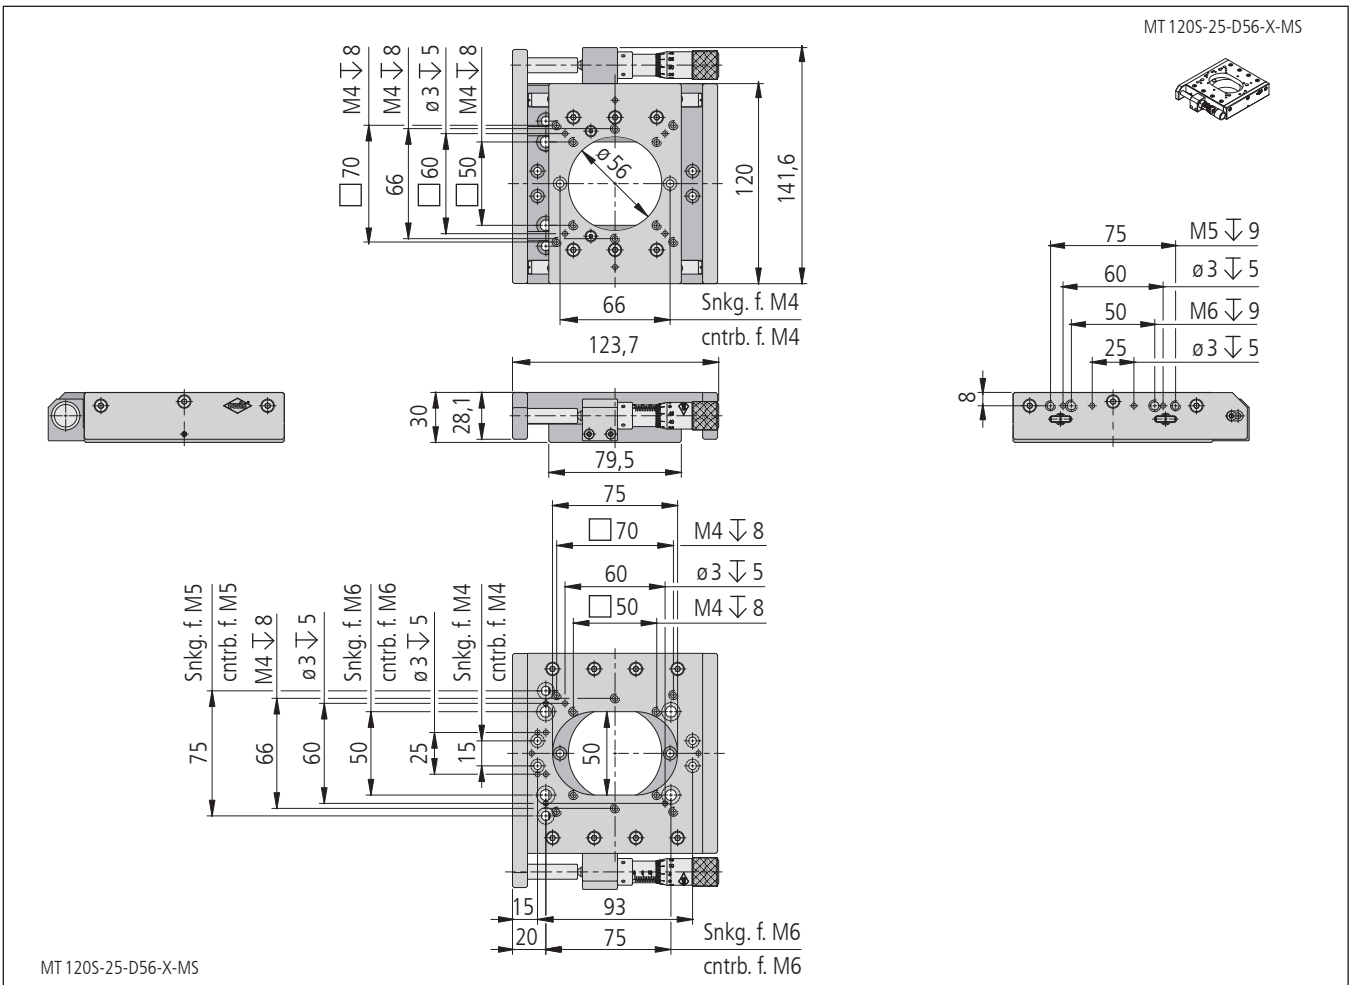 MT 120S-25-D56-X-MS
M4 ↧ 8
M4 ↧ 8
ø 3 ↧ 5
M4 ↧ 8
□ 70
66
□ 60
□ 50
ø 56
120
141,6
66
Snkg. f. M4
cntrb. f. M4
123,7
30
28,1
79,5
75
M5 ↧ 9
60
ø 3 ↧ 5
50
M6 ↧ 9
25
ø 3 ↧ 5
8
75
□ 70
M4 ↧ 8
60
ø 3 ↧ 5
□ 50
M4 ↧ 8
Snkg. f. M5
cntrb. f. M5
M4 ↧ 8
ø 3 ↧ 5
Snkg. f. M6
cntrb. f. M6
ø 3 ↧ 5
Snkg. f. M4
cntrb. f. M4
75
66
60
50
25
15
50
15
93
20
75
Snkg. f. M6
cntrb. f. M6
MT 120S-25-D56-X-MS